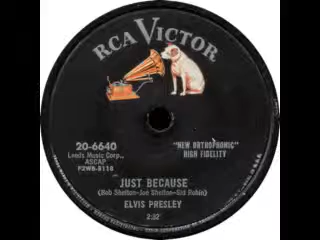 RCA VICTOR
20-6640
Leeds Music Corp.
ASCAP
F2WB-8118
"NEW ORTHOPHONIC"
HIGH FIDELITY
JUST BECAUSE
(Bob Shelton-Joe Shelton-Sid Robin)
ELVIS PRESLEY
2:32